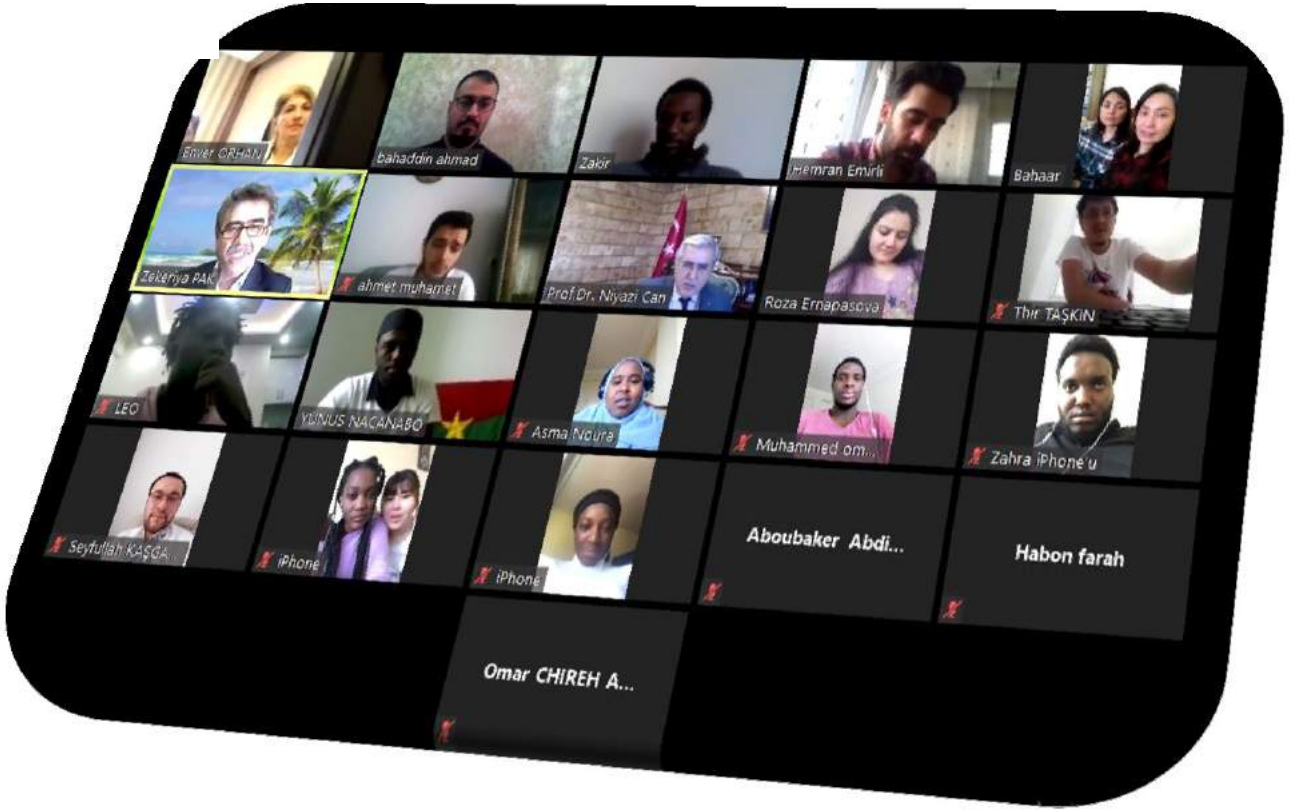 Enver ORHAN
bahaddin ahmad
Zakir
Hemran Emirli
Bahaar
Zekeriya PAK
ahmet muhamet
Prof.Dr. Niyazi Can
Roza Ernapasova
Thir TAŞKIN
LEO
YUNUS NACANABO
Asma Noura
Muhammed om...
Zahra iPhone'u
Seyfullah KAŞGA...
iPhone
iPhone
Aboubaker Abdi...
Habon farah
Omar CHIREH A...